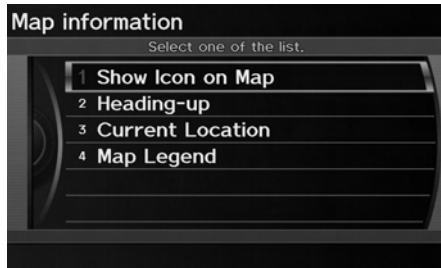 Map information
Select one of the list.
1 Show Icon on Map
2 Heading-up
3 Current Location
4 Map Legend